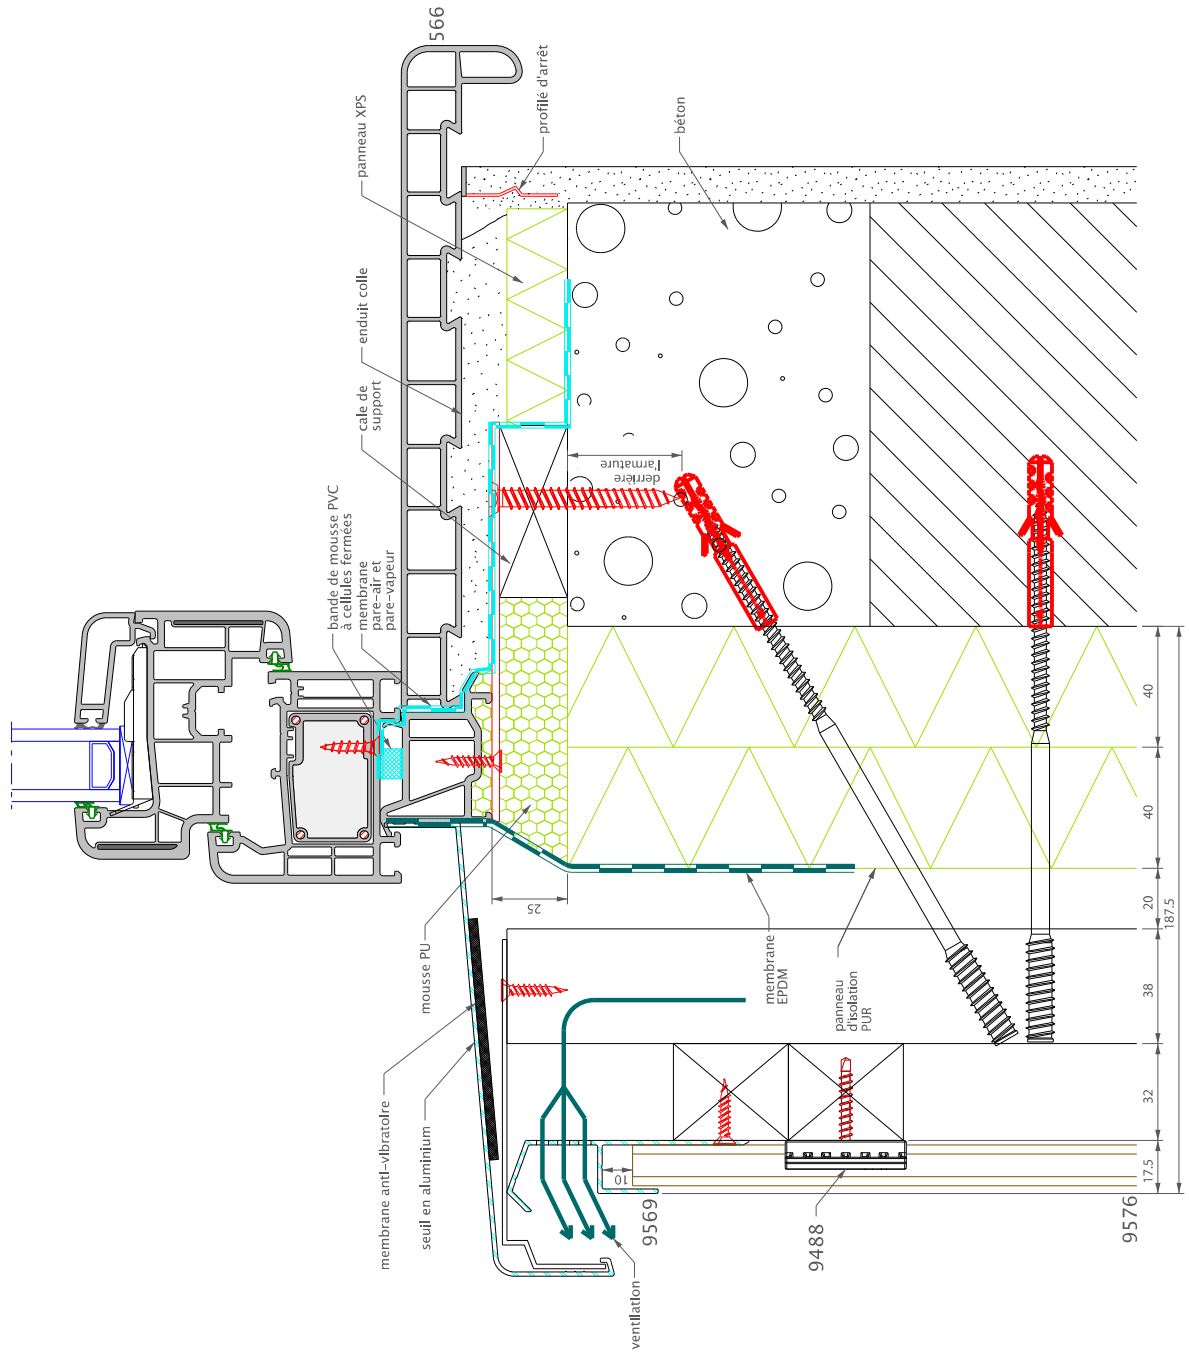 566
panneau XPS
profilé d'arrêt
béton
enduit colle
cale de
support
bande de mousse PVC
à cellules fermées
membrane
pare-air et
pare-vapeur
derrière
l'armature
mousse PU
25
membrane
EPDM
panneau
d'isolation
PUR
membrane anti-vibratoire
seuil en aluminium
ventilation
10
9569
9488
9576
40
40
20
38
32
17.5
187.5